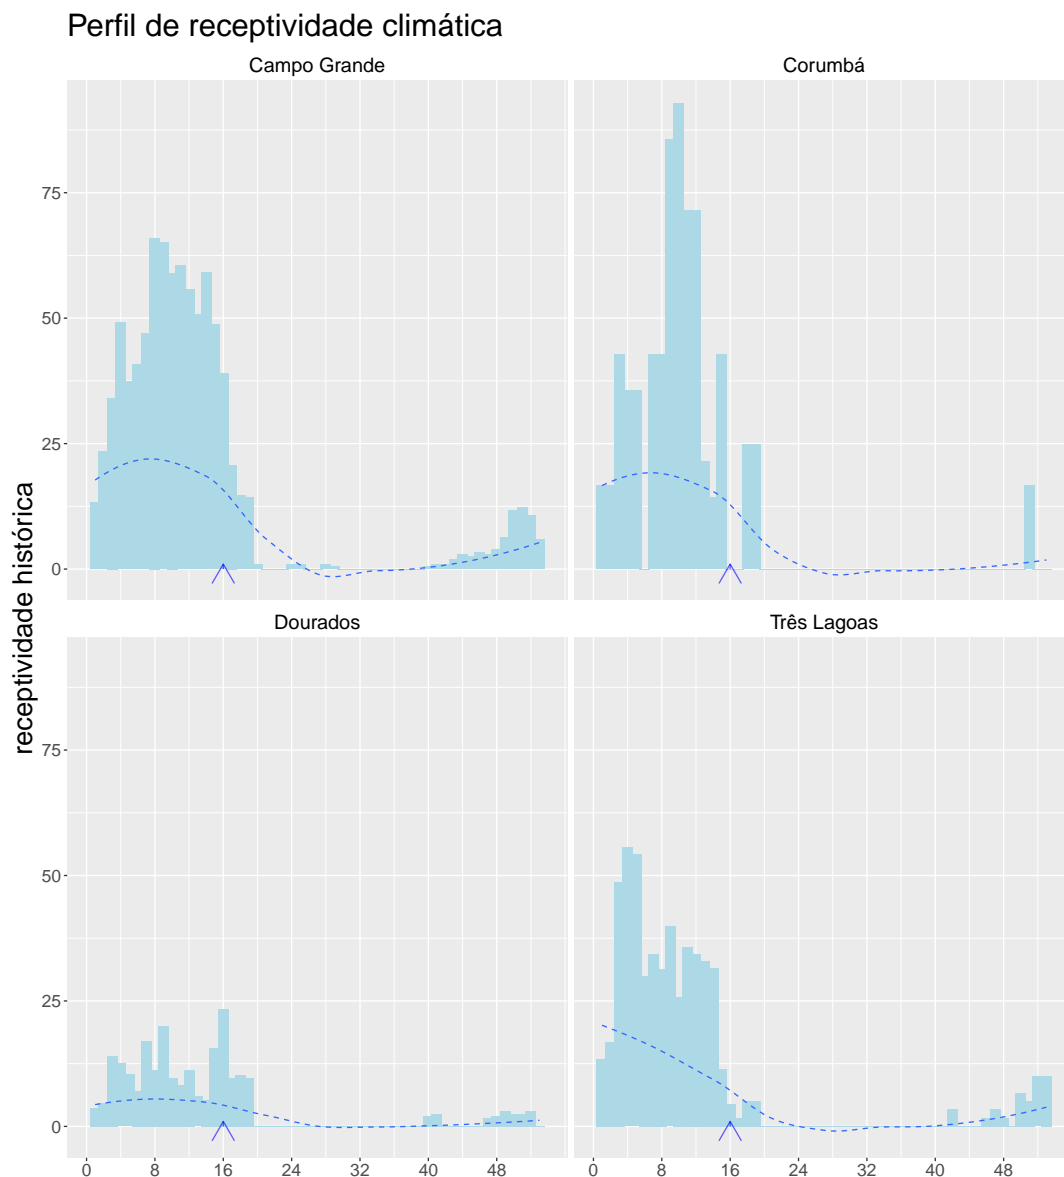 Perfil de receptividade climática
Campo Grande
Corumbá
75
50
25
0
receptividade histórica
Dourados
Três Lagoas
75
50
25
0
0 8 16 24 32 40 48
0 8 16 24 32 40 48